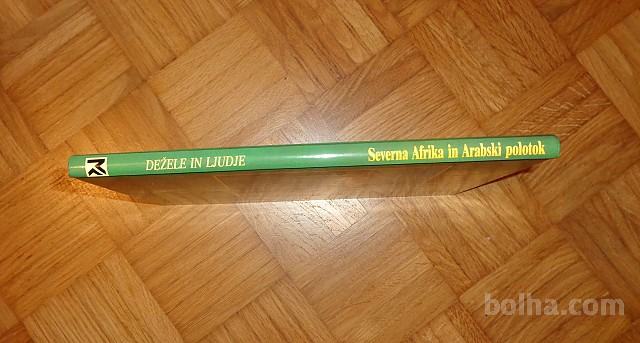 DEŽELE IN LJUDJE
Severna Afrika in Arabski polotok
bolha.com